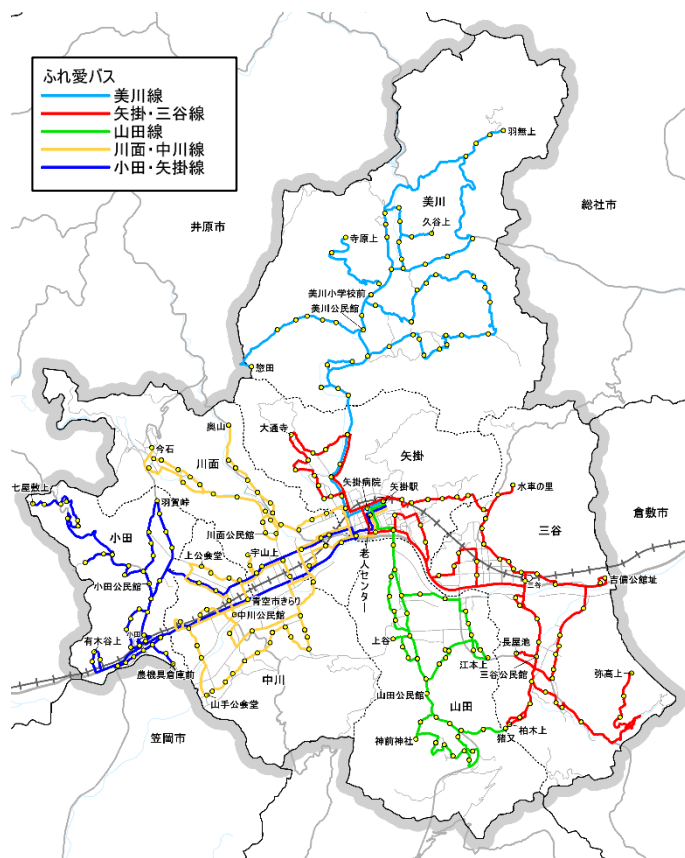 ふれ愛バス
美川線
矢掛・三谷線
山田線
川面・中川線
小田・矢掛線
羽無上
美川
久谷上
総社市
井原市
寺原上
美川小学校前
美川公民館
惣田
奥山
大通寺
矢掛
今石
川面
矢掛病院
矢掛駅
七屋敷上
水車の里
羽賀峠
三谷
倉敷市
小田
川面公民館
上公会堂
宇山上
老人センター
三谷
吉備公館址
小田公民館
青空市きらり
中川公民館
小田
有木谷上
上谷
長屋池
江本上
三谷公民館
農機具倉庫前
中川
弥高上
山手公会堂
山田公民館
山田
笠岡市
神前神社
猪又
柏木上